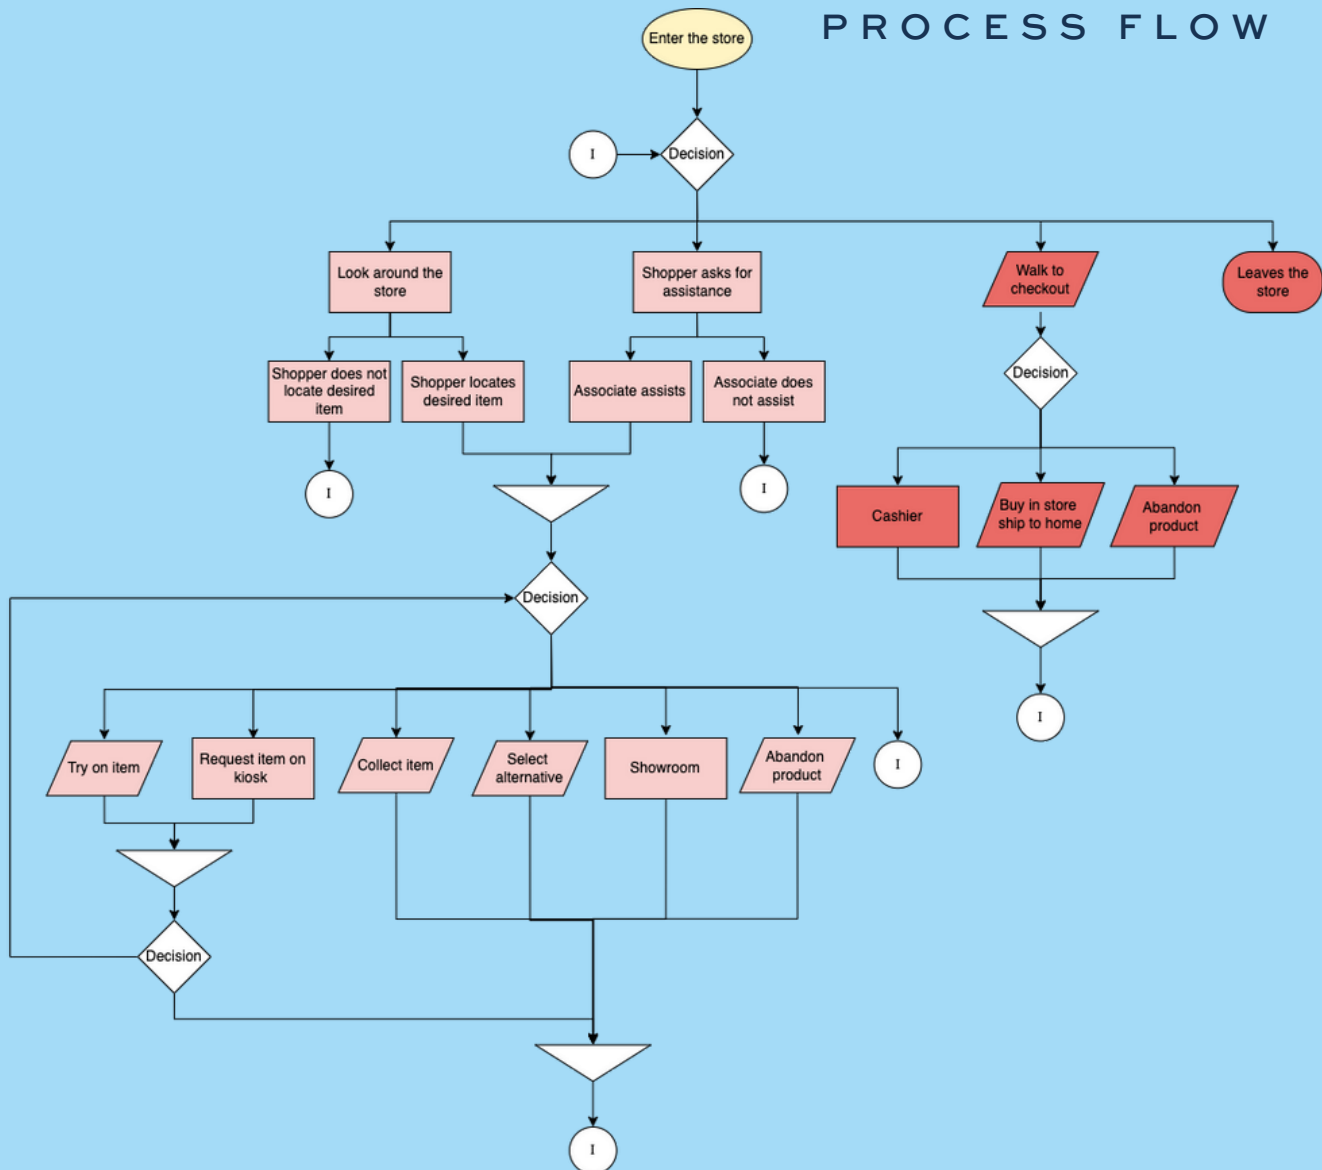 PROCESS FLOW
Enter the store
I
Decision
Look around the
store
Shopper asks for
assistance
Walk to
checkout
Leaves the
store
Shopper does not
locate desired
item
Shopper locates
desired item
Associate assists
Associate does
not assist
Decision
I
I
Cashier
Buy in store
ship to home
Abandon
product
Decision
I
Try on item
Request item on
kiosk
Collect item
Select
alternative
Showroom
Abandon
product
I
Decision
I